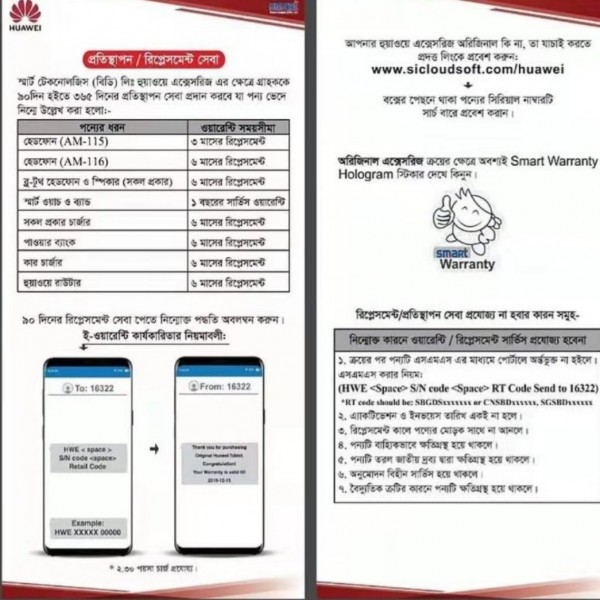 HUAWEI
smart
প্রতিস্থাপন / রিপ্লেসমেন্ট সেবা
স্মার্ট টেকনোলজিস (বিডি) লিঃ হুয়াওয়ে এক্সেসরিজ এর ক্ষেত্রে গ্রাহককে
৯০দিন হইতে ৩৬৫ দিনের প্রতিস্থাপন সেবা প্রদান করবে যা পন্য ভেদে
নিম্নে উল্লেখ করা হলো:-
পন্যের ধরন ওয়ারেন্টি সময়সীমা
হেডফোন (AM-115) ৩ মাসের রিপ্লেসমেন্ট
হেডফোন (AM-116) ৬ মাসের রিপ্লেসমেন্ট
ব্লু-টুথ হেডফোন ও স্পিকার (সকল প্রকার) ৬ মাসের রিপ্লেসমেন্ট
স্মার্ট ওয়াচ ও ব্যান্ড ১ বছরের সার্ভিস ওয়ারেন্টি
সকল প্রকার চার্জার ৬ মাসের রিপ্লেসমেন্ট
পাওয়ার ব্যাংক ৬ মাসের রিপ্লেসমেন্ট
কার চার্জার ৬ মাসের রিপ্লেসমেন্ট
হুয়াওয়ে রাউটার ৬ মাসের রিপ্লেসমেন্ট
৯০ দিনের রিপ্লেসমেন্ট সেবা পেতে নিম্নোক্ত পদ্ধতি অবলম্বন করুন।
ই-ওয়ারেন্টি কার্যকারিতার নিয়মাবলী:
To: 16322
HWE < space >
S/N code <space>
Retail Code
Example:
HWE XXXXX 00000
From: 16322
Thank you for purchasing
Original Huawei Tablet.
Congratulation!
Your Warranty is valid till
2019-12-15
* ২.৩০ পয়সা চার্জ প্রযোজ্য।
আপনার হুয়াওয়ে এক্সেসরিজ অরিজিনাল কি না, তা যাচাই করতে
প্রদত্ত লিংকে প্রবেশ করুন:
www.sicloudsoft.com/huawei
বক্সের পেছনে থাকা পণ্যের সিরিয়াল নাম্বারটি
সার্চ বারে প্রবেশ করান।
অরিজিনাল এক্সেসরিজ ক্রয়ের ক্ষেত্রে অবশ্যই Smart Warranty
Hologram স্টিকার দেখে কিনুন।
smart
Warranty
রিপ্লেসমেন্ট/প্রতিস্থাপন সেবা প্রযোজ্য না হবার কারন সমূহ-
নিম্নোক্ত কারনে ওয়ারেন্টি / রিপ্লেসমেন্ট সার্ভিস প্রযোজ্য হবেনা
১. ক্রয়ের পর পন্যটি এসএমএস এর মাধ্যমে পোর্টালে অর্ন্তভুক্ত না হইলে।
এসএমএস করার নিয়ম:
(HWE <Space> S/N code <Space> RT Code Send to 16322)
*RT code should be: SBGDSxxxxxxx or CNSBDxxxxxx, SGSBDxxxxxx
২. এ্যাকটিভেশন ও ইনভয়েস তারিখ একই না হলে।
৩. রিপ্লেসমেন্ট কালে পণ্যের মোড়ক সাথে না আনলে।
৪. পন্যটি বাহ্যিকভাবে ক্ষতিগ্রস্থ হয়ে থাকলে।
৫. পন্যটি তরল জাতীয় দ্রব্য দ্বারা ক্ষতিগ্রস্থ হয়ে থাকলে।
৬. অনুমোদন বিহীন সার্ভিস হয়ে থাকলে।
৭. বৈদ্যুতিক ত্রুটির কারনে পন্যটি ক্ষতিগ্রস্থ হয়ে থাকলে।
HUAWEI